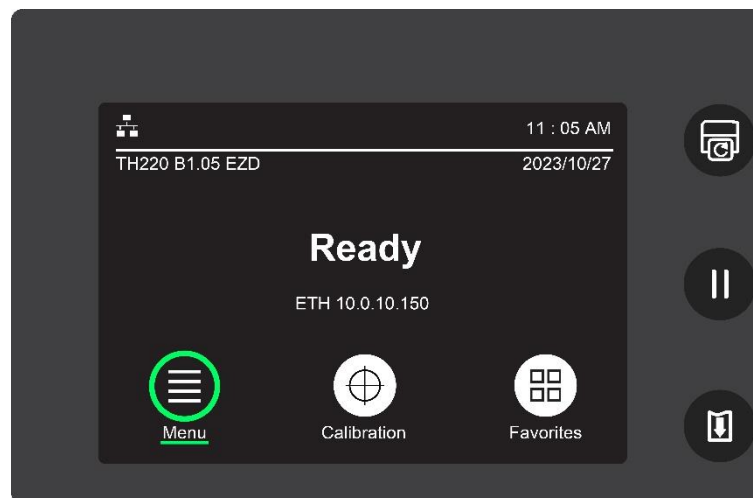 11 : 05 AM
TH220 B1.05 EZD 2023/10/27
Ready
ETH 10.0.10.150
Menu Calibration Favorites